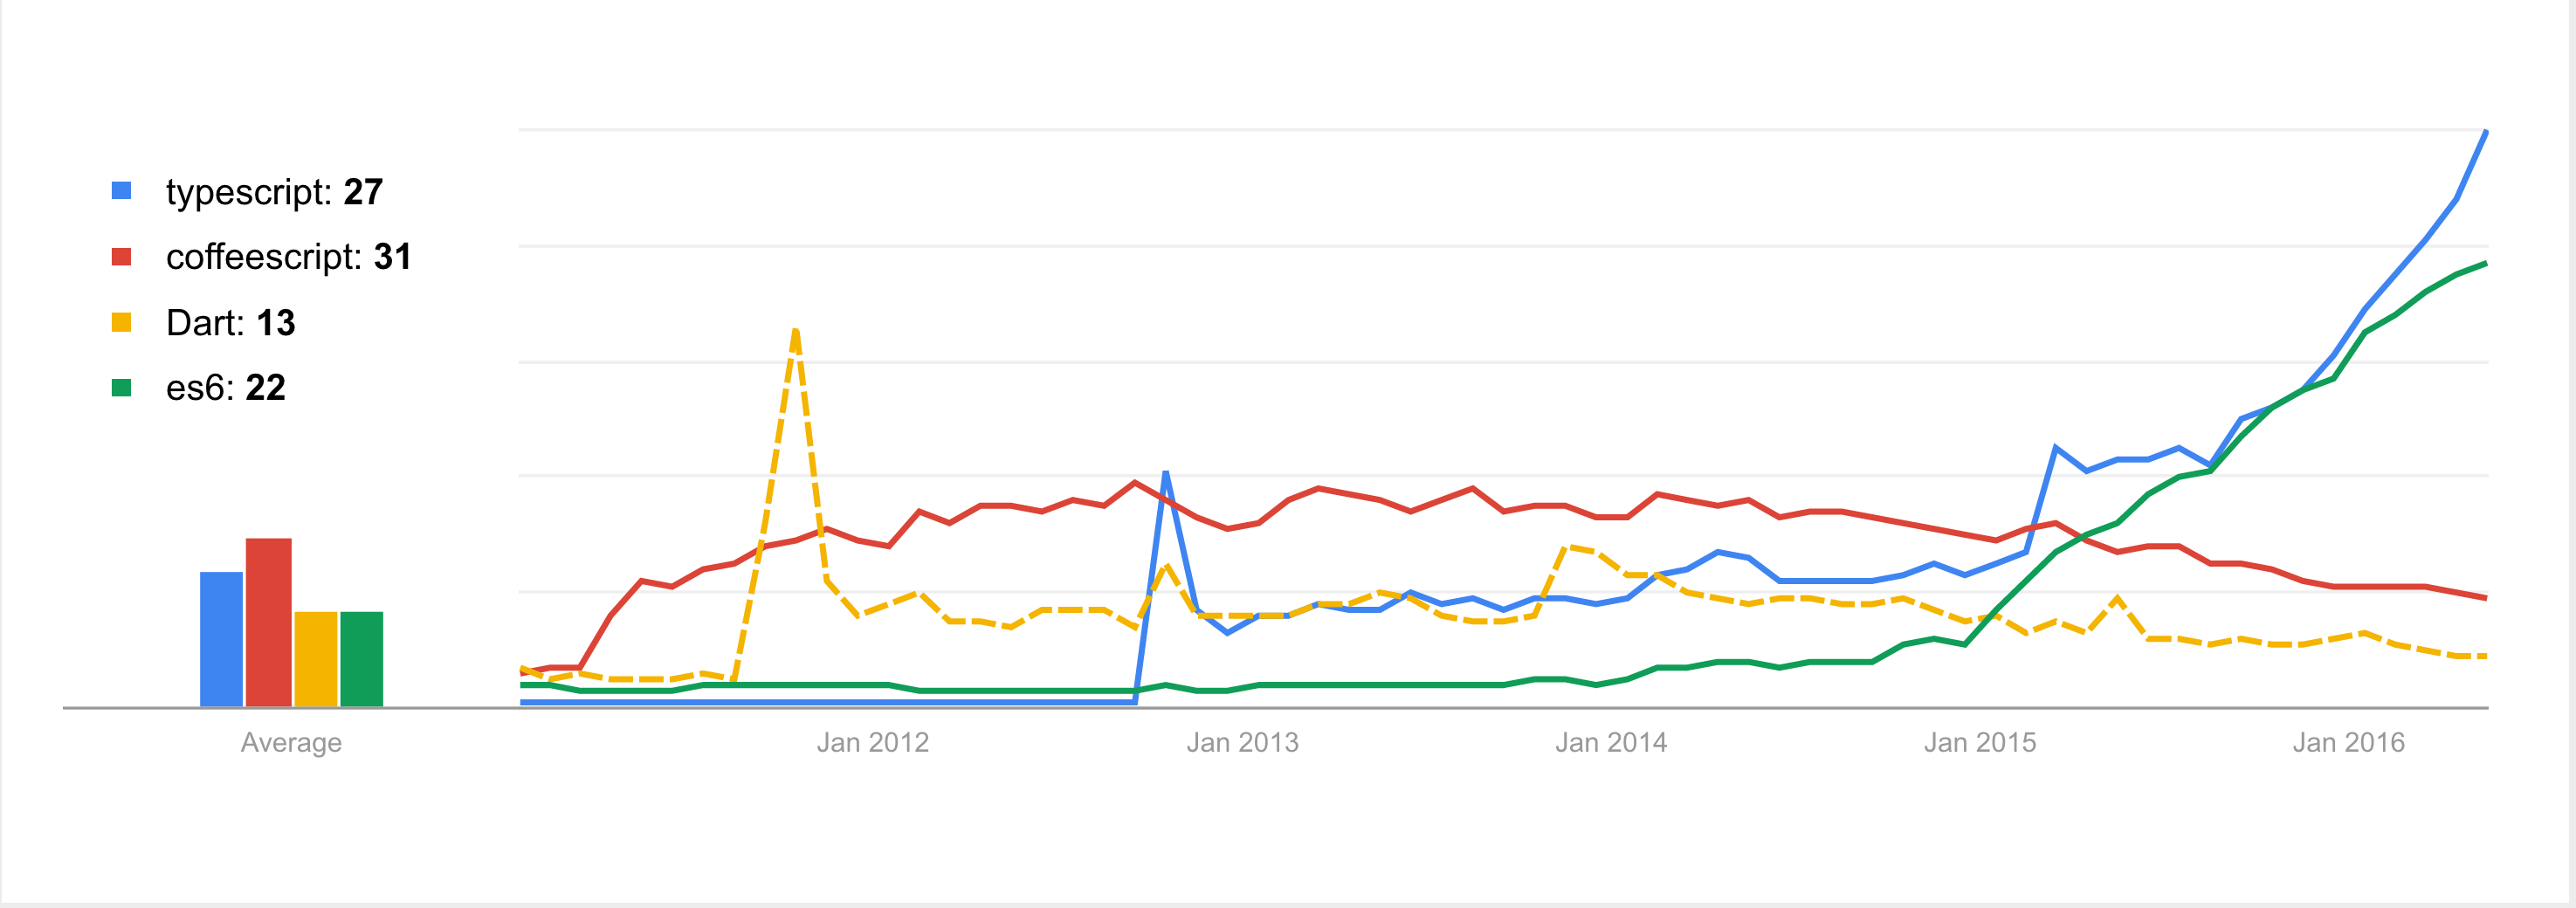 typescript: 27
coffeescript: 31
Dart: 13
es6: 22
Average
Jan 2012
Jan 2013
Jan 2014
Jan 2015
Jan 2016